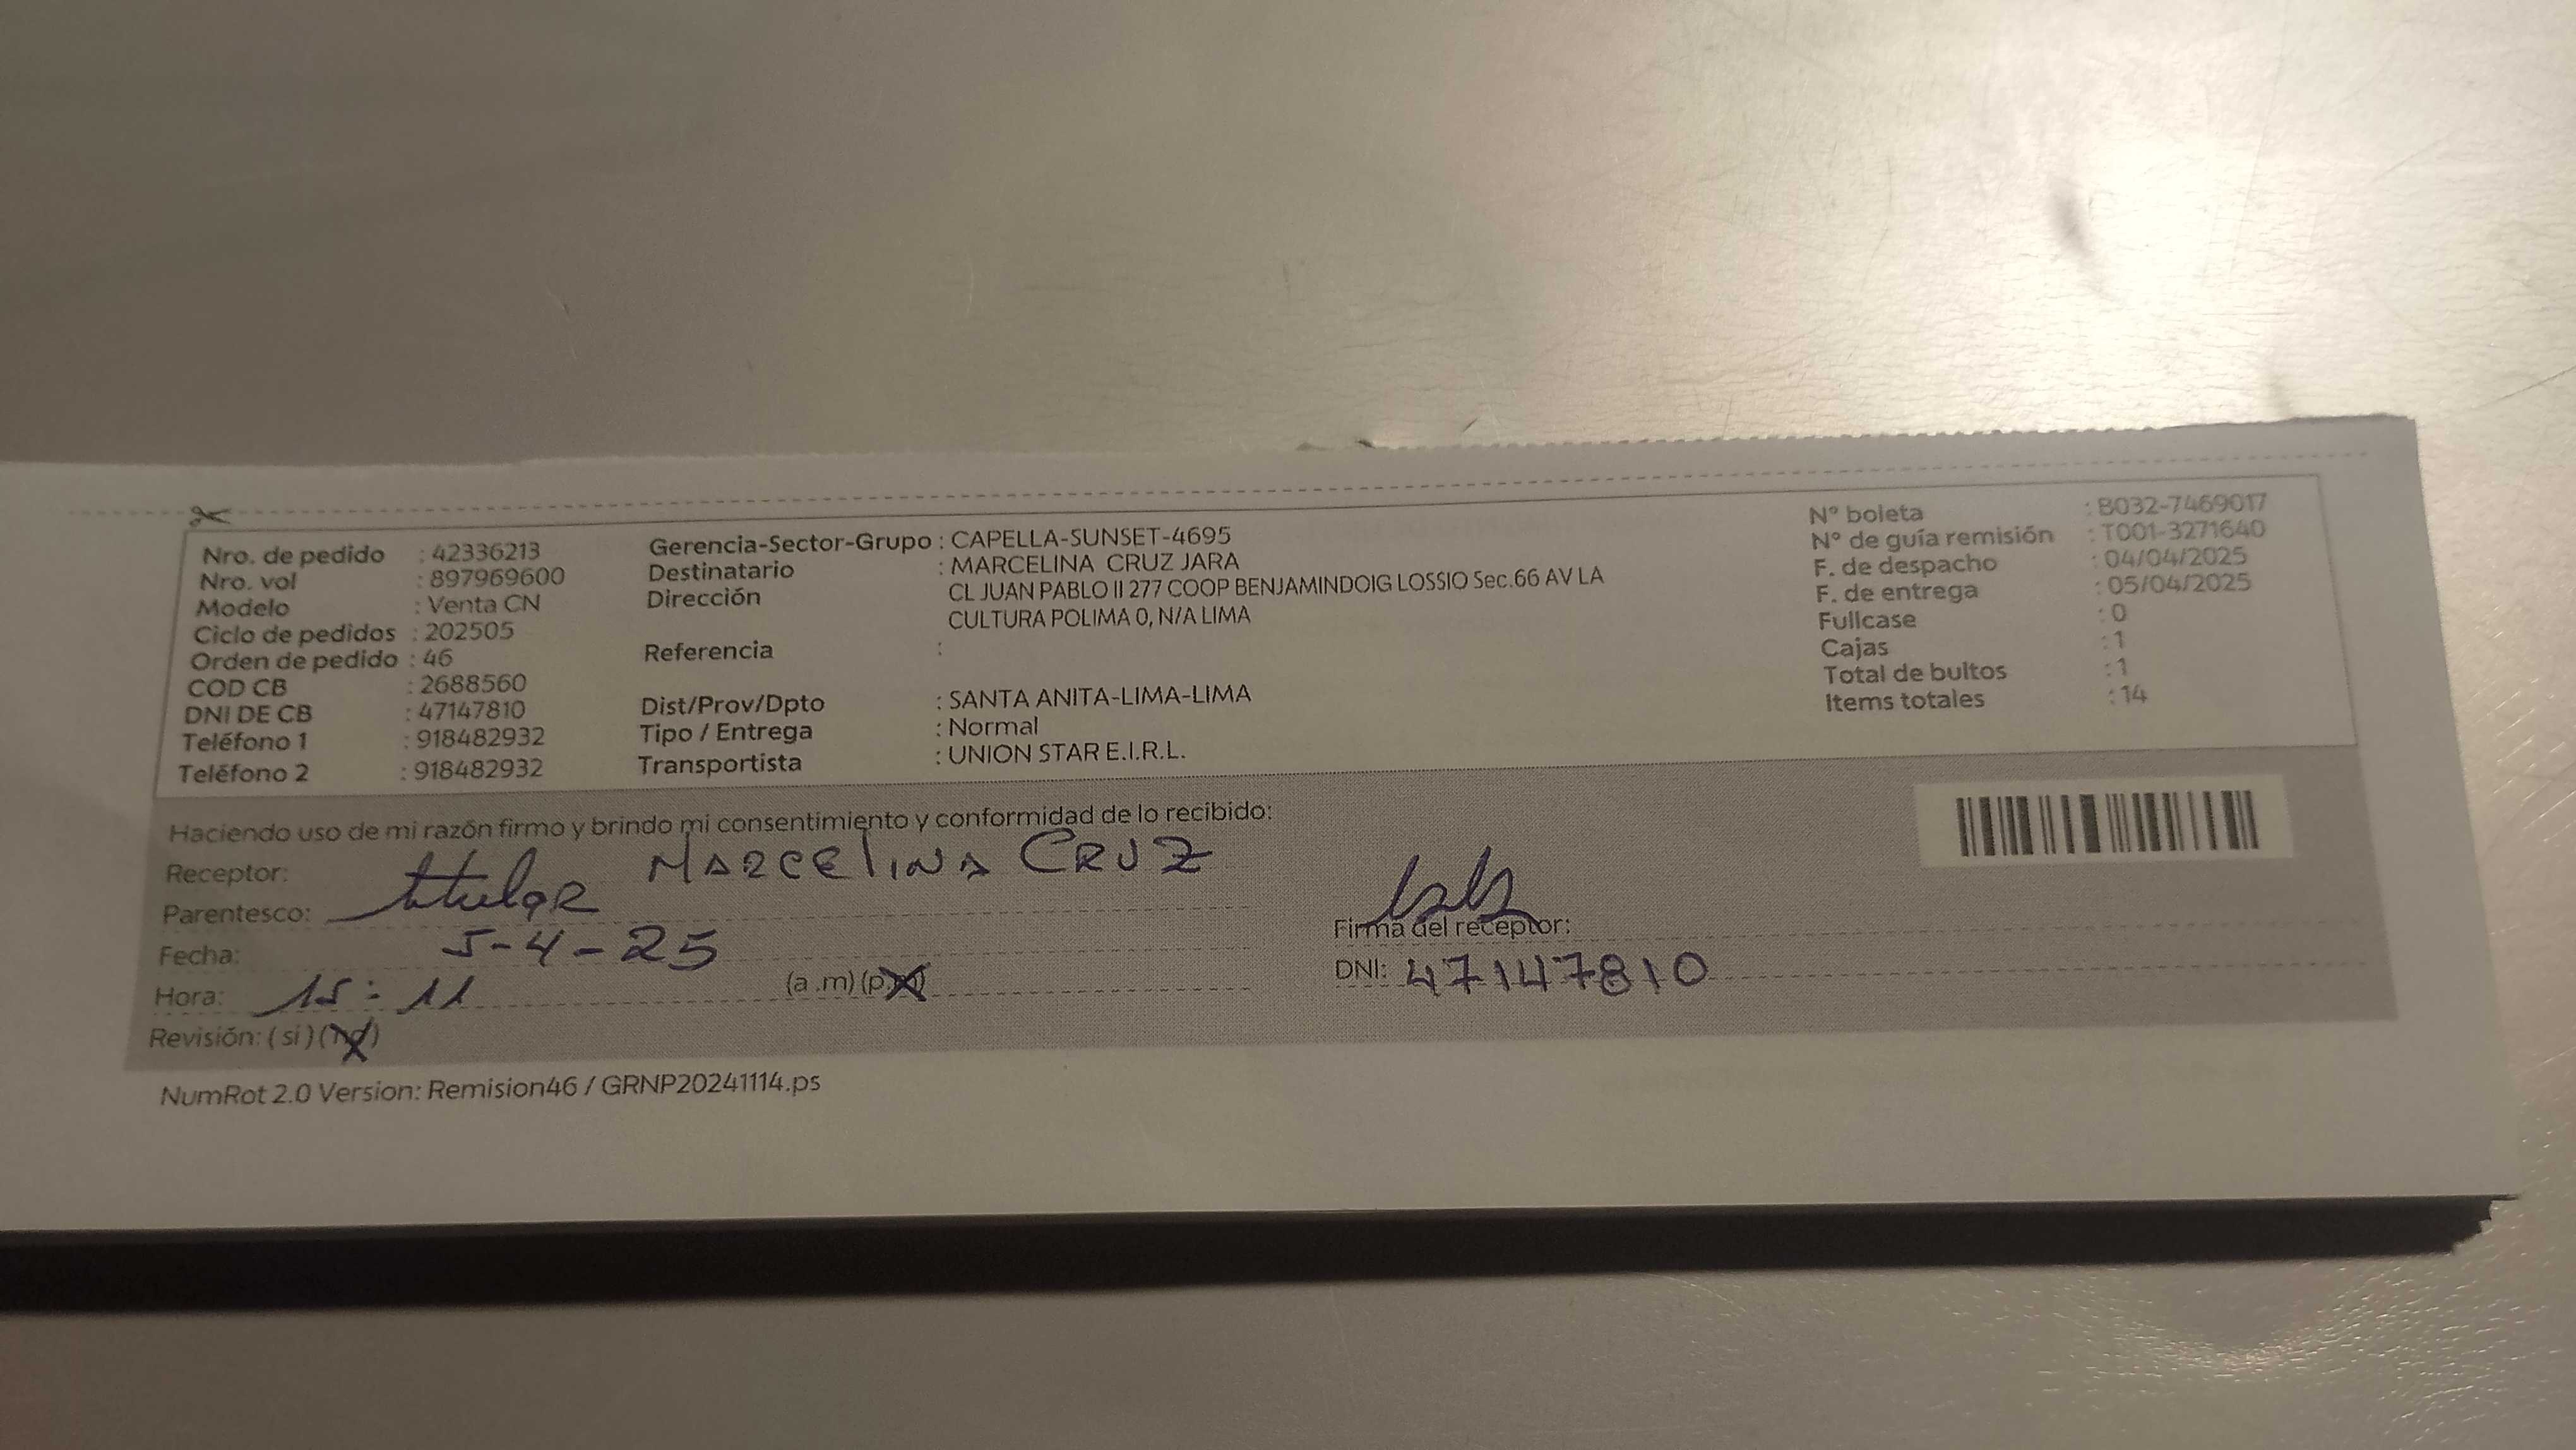 Nro. de pedido : 42336213
Nro. vol : 897969600
Modelo : Venta CN
Ciclo de pedidos : 202505
Orden de pedido : 46
COD CB : 2688560
DNI DE CB : 47147810
Teléfono 1 : 918482932
Teléfono 2 : 918482932
Gerencia-Sector-Grupo : CAPELLA-SUNSET-4695
Destinatario : MARCELINA CRUZ JARA
Dirección CL JUAN PABLO II 277 COOP BENJAMINDOIG LOSSIO Sec.66 AV LA
CULTURA POLIMA 0, N/A LIMA
Referencia :
Dist/Prov/Dpto : SANTA ANITA-LIMA-LIMA
Tipo / Entrega : Normal
Transportista : UNION STAR E.I.R.L.
N° boleta : B032-7469017
N° de guía remisión : T001-3271640
F. de despacho : 04/04/2025
F. de entrega : 05/04/2025
Fullcase : 0
Cajas : 1
Total de bultos : 1
Items totales : 14
Haciendo uso de mi razón firmo y brindo mi consentimiento y conformidad de lo recibido:
Receptor: MARCELINA CRUZ
Parentesco: titular
Fecha: 5-4-25
Hora: 15:11 (a .m) (p.m)
Revisión: ( si ) (no)
Firma del receptor:
DNI: 47147810
NumRot 2.0 Version: Remision46 / GRNP20241114.ps